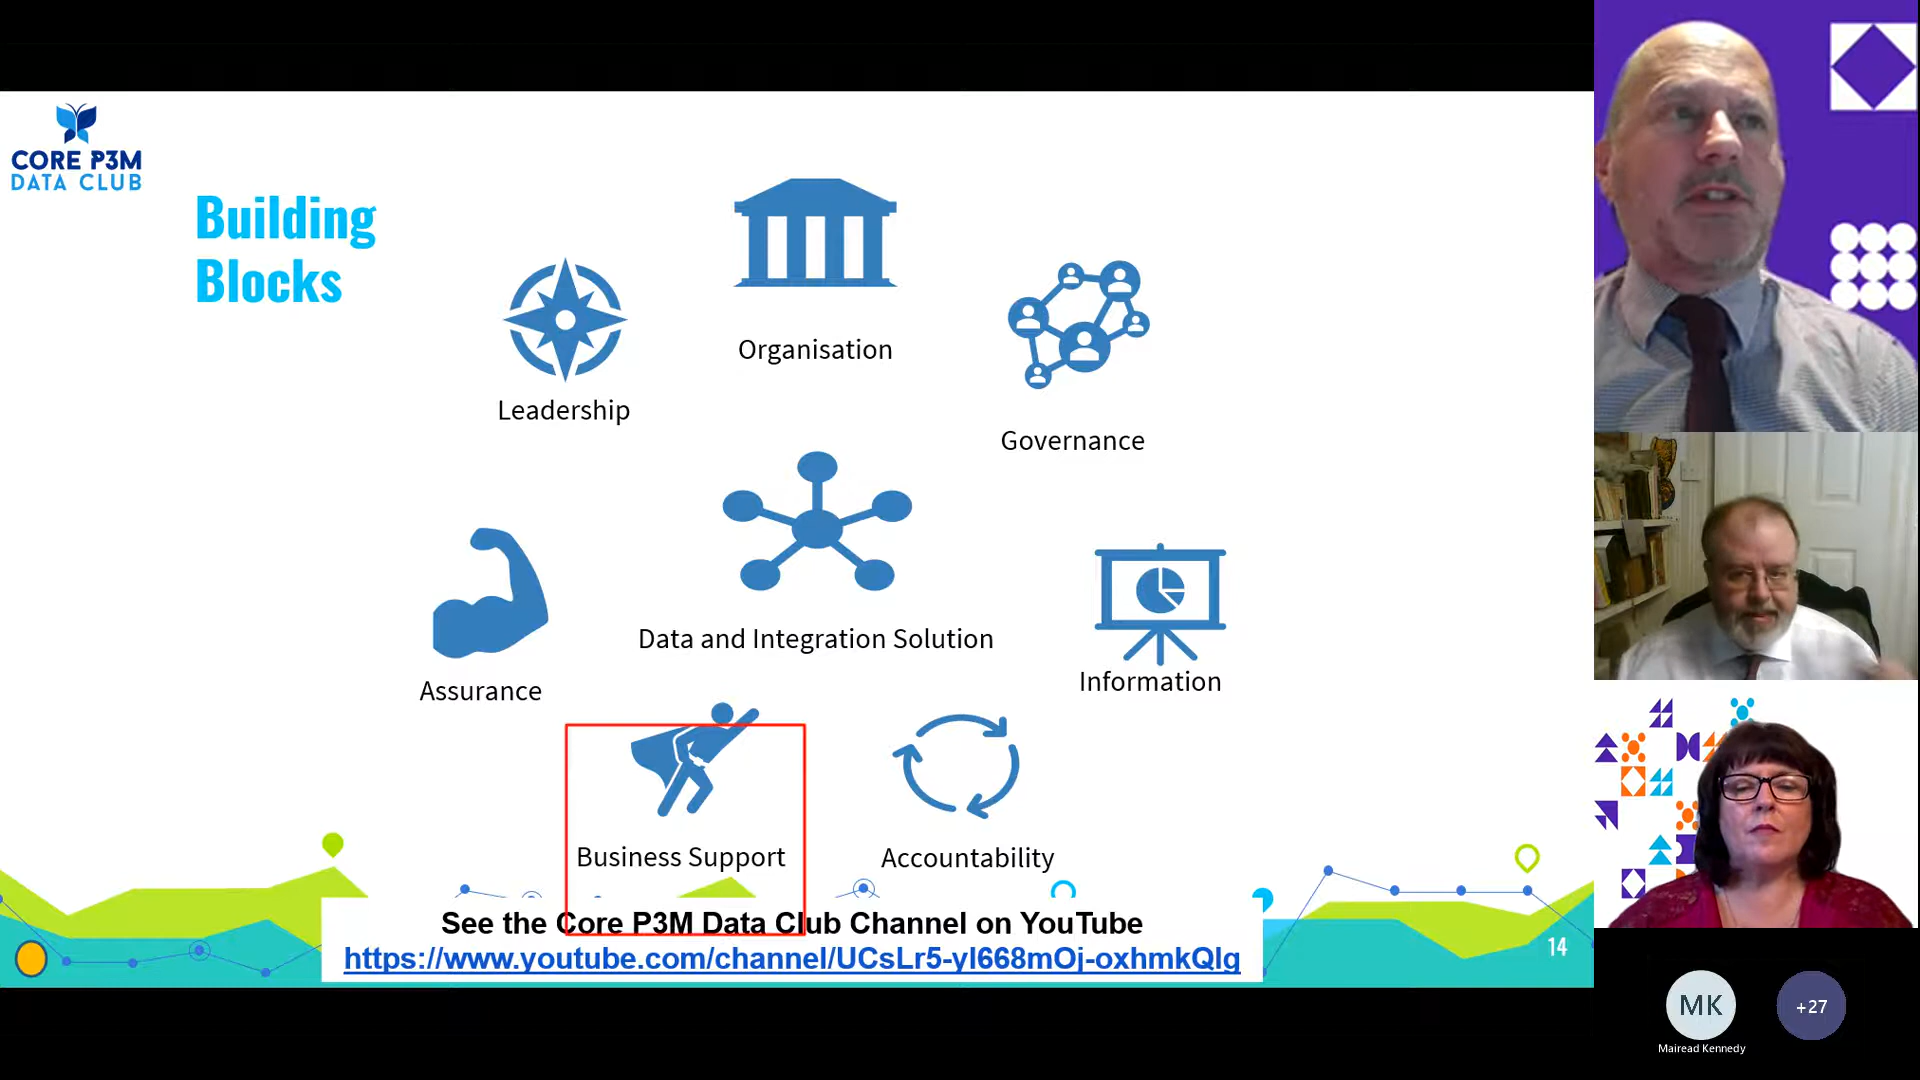 CORE P3M
DATA CLUB
Building
Blocks
Organisation
Leadership
Governance
Data and Integration Solution
Assurance
Information
Business Support
Accountability
See the Core P3M Data Club Channel on YouTube
https://www.youtube.com/channel/UCsLr5-yl668mOj-oxhmkQlg
14
MK
+27
Mairead Kennedy